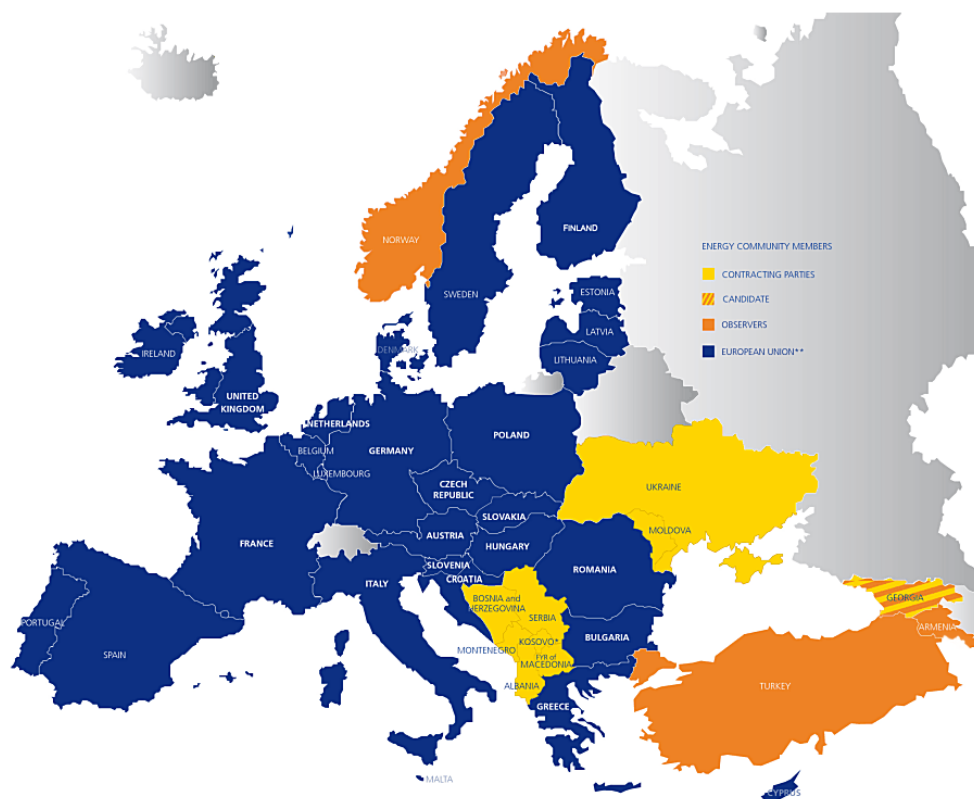 NORWAY
FINLAND
SWEDEN
ENERGY COMMUNITY MEMBERS
CONTRACTING PARTIES
CANDIDATE
OBSERVERS
EUROPEAN UNION**
ESTONIA
LATVIA
LITHUANIA
DENMARK
IRELAND
UNITED
KINGDOM
NETHERLANDS
BELGIUM
LUXEMBOURG
GERMANY
POLAND
CZECH
REPUBLIC
SLOVAKIA
UKRAINE
MOLDOVA
FRANCE
AUSTRIA
HUNGARY
SLOVENIA
ITALY
CROATIA
ROMANIA
BOSNIA and
HERZEGOVINA
SERBIA
GEORGIA
ARMENIA
PORTUGAL
SPAIN
MONTENEGRO
KOSOVO*
BULGARIA
FYR of
MACEDONIA
ALBANIA
GREECE
TURKEY
MALTA
CYPRUS